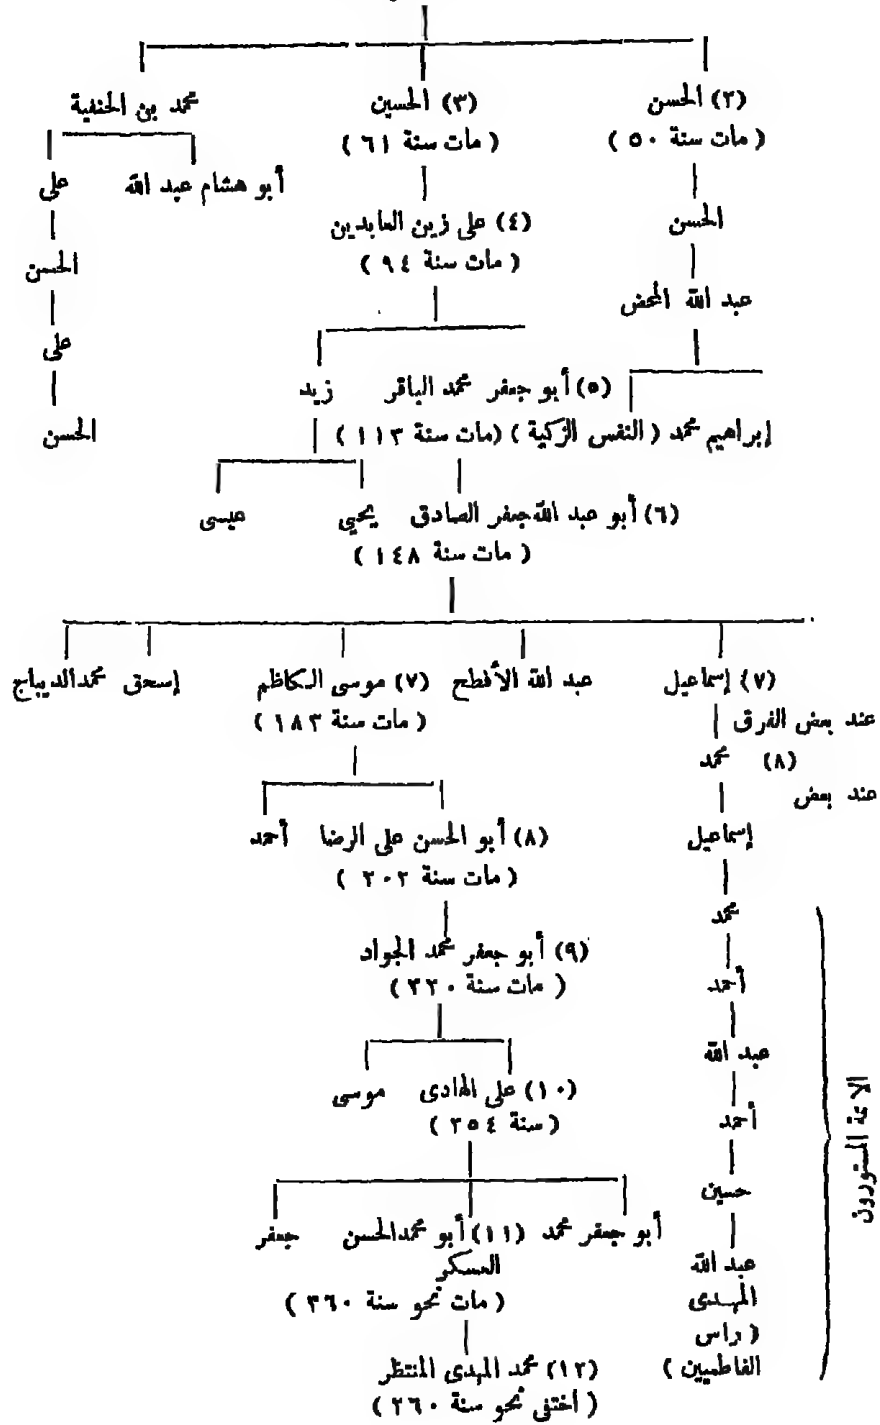 (٢) الحسن (٣) الحسين محمد بن الحنفية
( مات سنة ٥٠ ) ( مات سنة ٦١ )
أبو هشام عبد الله على
الحسن (٤) على زين العابدين
( مات سنة ٩٤ ) الحسن
عبد الله المحض
على
(٥) أبو جعفر محمد الباقر زيد
إبراهيم محمد ( النفس الزكية ) ( مات سنة ١١٣ ) الحسن
(٦) أبو عبد الله جعفر الصادق يحيى عيسى
( مات سنة ١٤٨ )
(٧) إسماعيل عبد الله الأفطح (٧) موسى الكاظم إسحق محمد الديباج
عند بعض الفرق ( مات سنة ١٨٣ )
(٨) محمد
عند بعض
إسماعيل (٨) أبو الحسن على الرضا أحمد
( مات سنة ٢٠٢ )
محمد
(٩) أبو جعفر محمد الجواد
أحمد ( مات سنة ٢٢٠ )
عبد الله
(١٠) على الهادى موسى
أحمد ( سنة ٢٥٤ )
حسين
أبو جعفر محمد (١١) أبو محمد الحسن جعفر
عبد الله العسكر
المهدى ( مات نحو سنة ٢٦٠ )
( راس
الفاطميين ) (١٢) محمد المهدى المنتظر
( أختفى نحو سنة ٢٦٠ )
الائمة المستورون